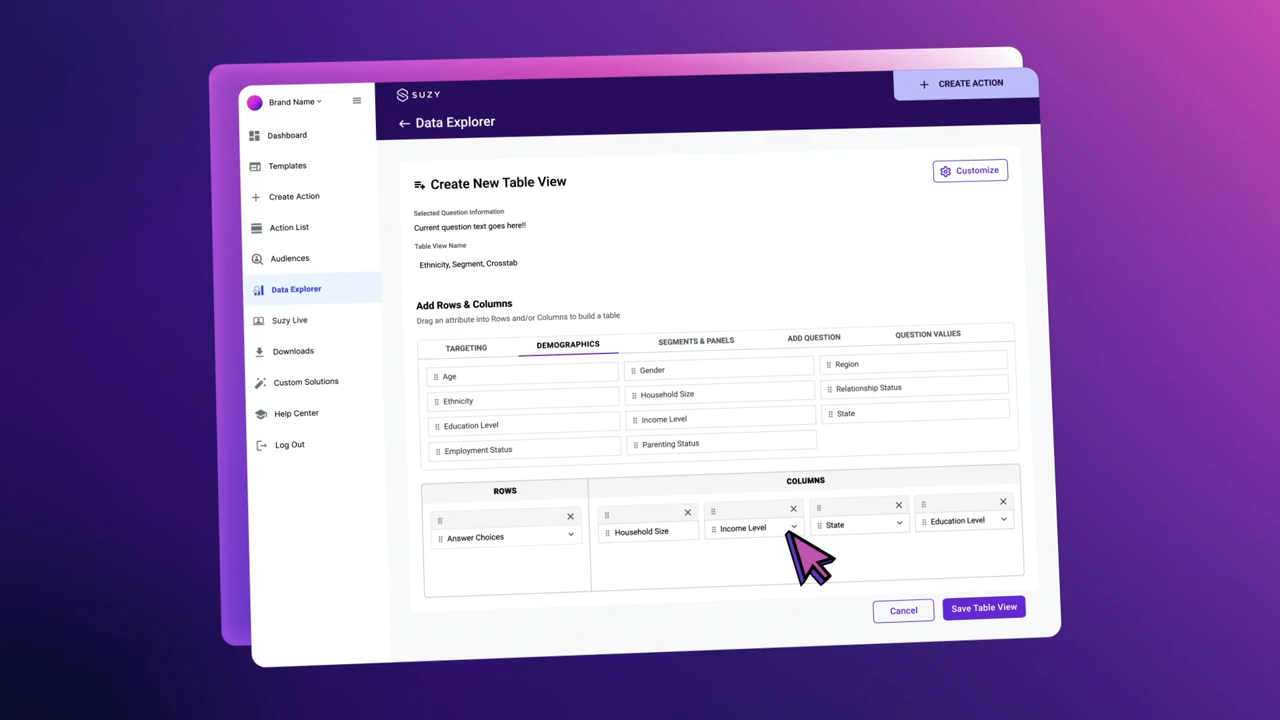 Brand Name
SUZY
+ CREATE ACTION
← Data Explorer
Dashboard
Templates
Create Action
Action List
Audiences
Data Explorer
Suzy Live
Downloads
Custom Solutions
Help Center
Log Out
Create New Table View
Customize
Selected Question Information
Current question text goes here!!
Table View Name
Ethnicity, Segment, Crosstab
Add Rows & Columns
Drag an attribute into Rows and/or Columns to build a table
TARGETING DEMOGRAPHICS SEGMENTS & PANELS ADD QUESTION QUESTION VALUES
Age Gender Region
Ethnicity Household Size Relationship Status
Education Level Income Level State
Employment Status Parenting Status
ROWS COLUMNS
Answer Choices Household Size Income Level State Education Level
Cancel Save Table View